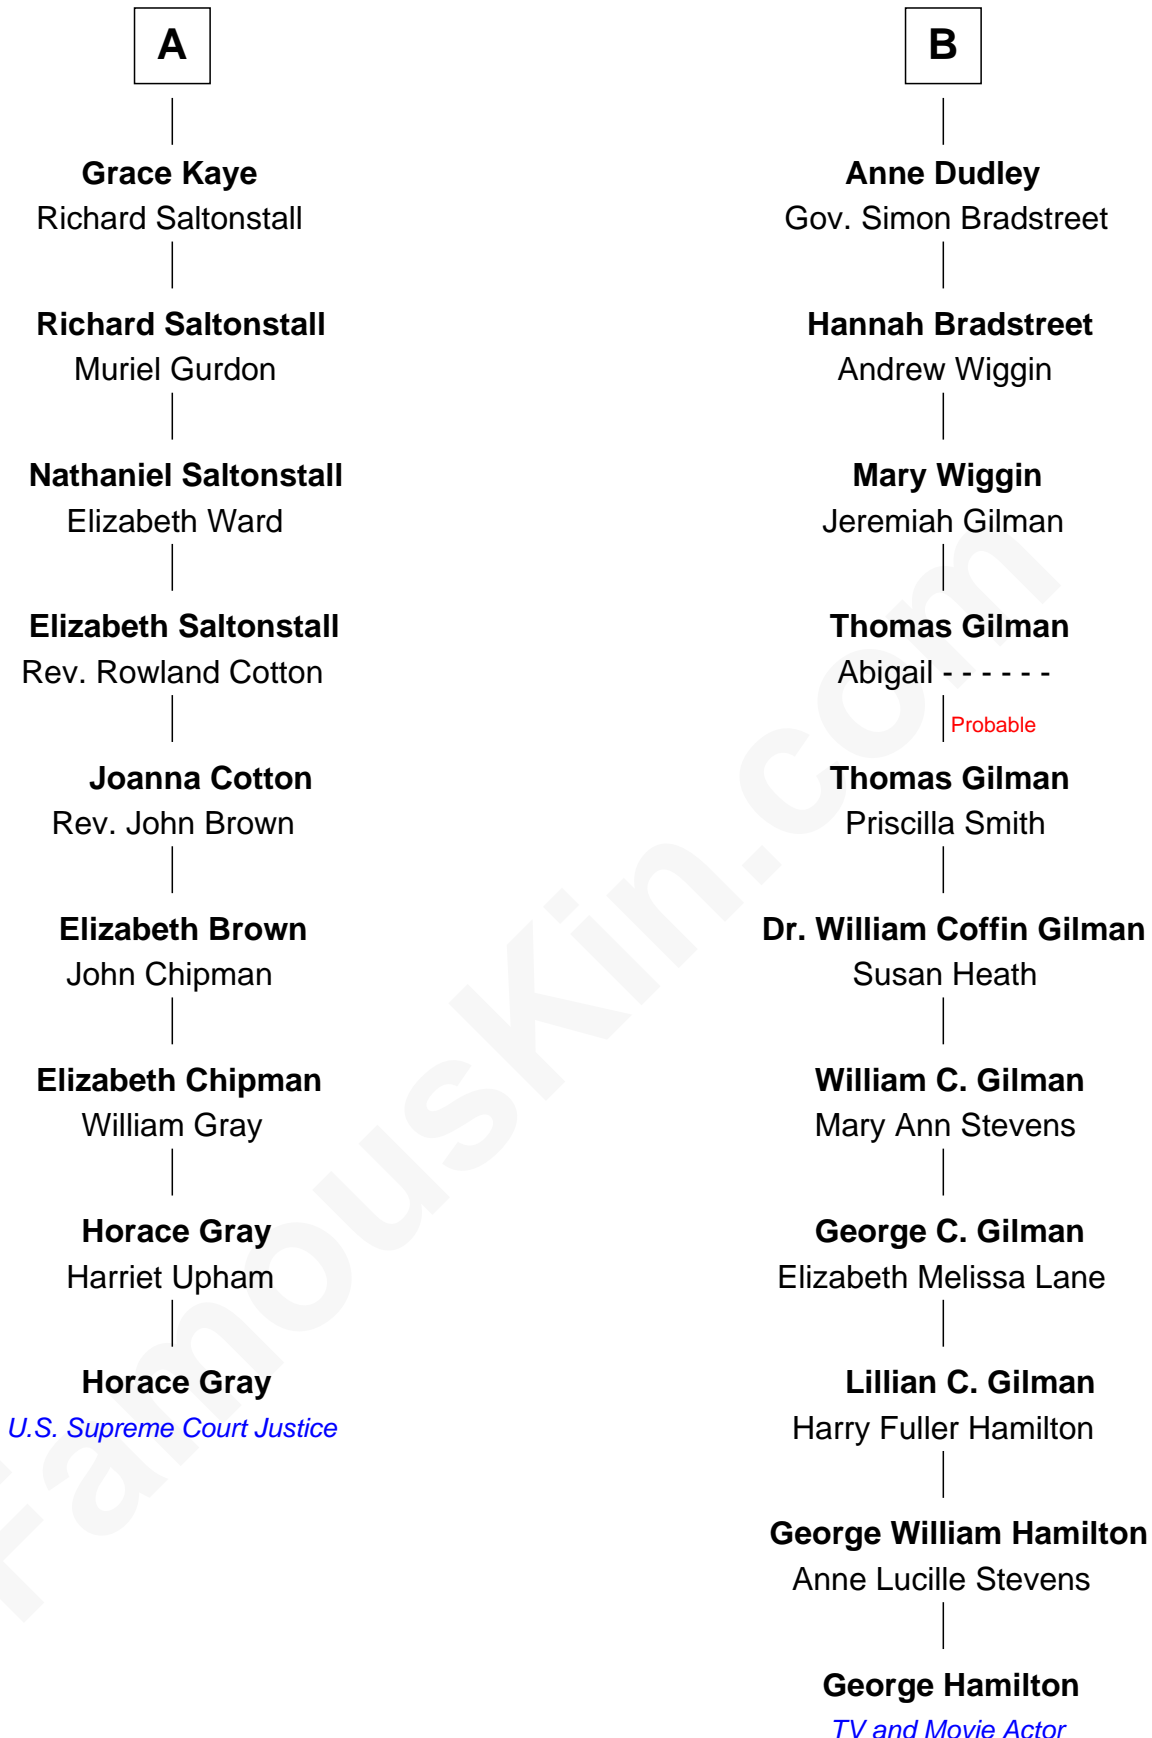 A
Grace Kaye
Richard Saltonstall
Richard Saltonstall
Muriel Gurdon
Nathaniel Saltonstall
Elizabeth Ward
Elizabeth Saltonstall
Rev. Rowland Cotton
Joanna Cotton
Rev. John Brown
Elizabeth Brown
John Chipman
Elizabeth Chipman
William Gray
Horace Gray
Harriet Upham
Horace Gray
U.S. Supreme Court Justice
B
Anne Dudley
Gov. Simon Bradstreet
Hannah Bradstreet
Andrew Wiggin
Mary Wiggin
Jeremiah Gilman
Thomas Gilman
Abigail - - - - - -
Probable
Thomas Gilman
Priscilla Smith
Dr. William Coffin Gilman
Susan Heath
William C. Gilman
Mary Ann Stevens
George C. Gilman
Elizabeth Melissa Lane
Lillian C. Gilman
Harry Fuller Hamilton
George William Hamilton
Anne Lucille Stevens
George Hamilton
TV and Movie Actor
FamousKin.com